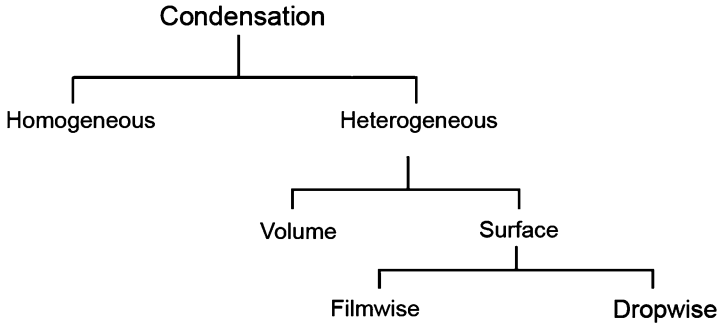 Condensation
Homogeneous
Heterogeneous
Volume
Surface
Filmwise
Dropwise